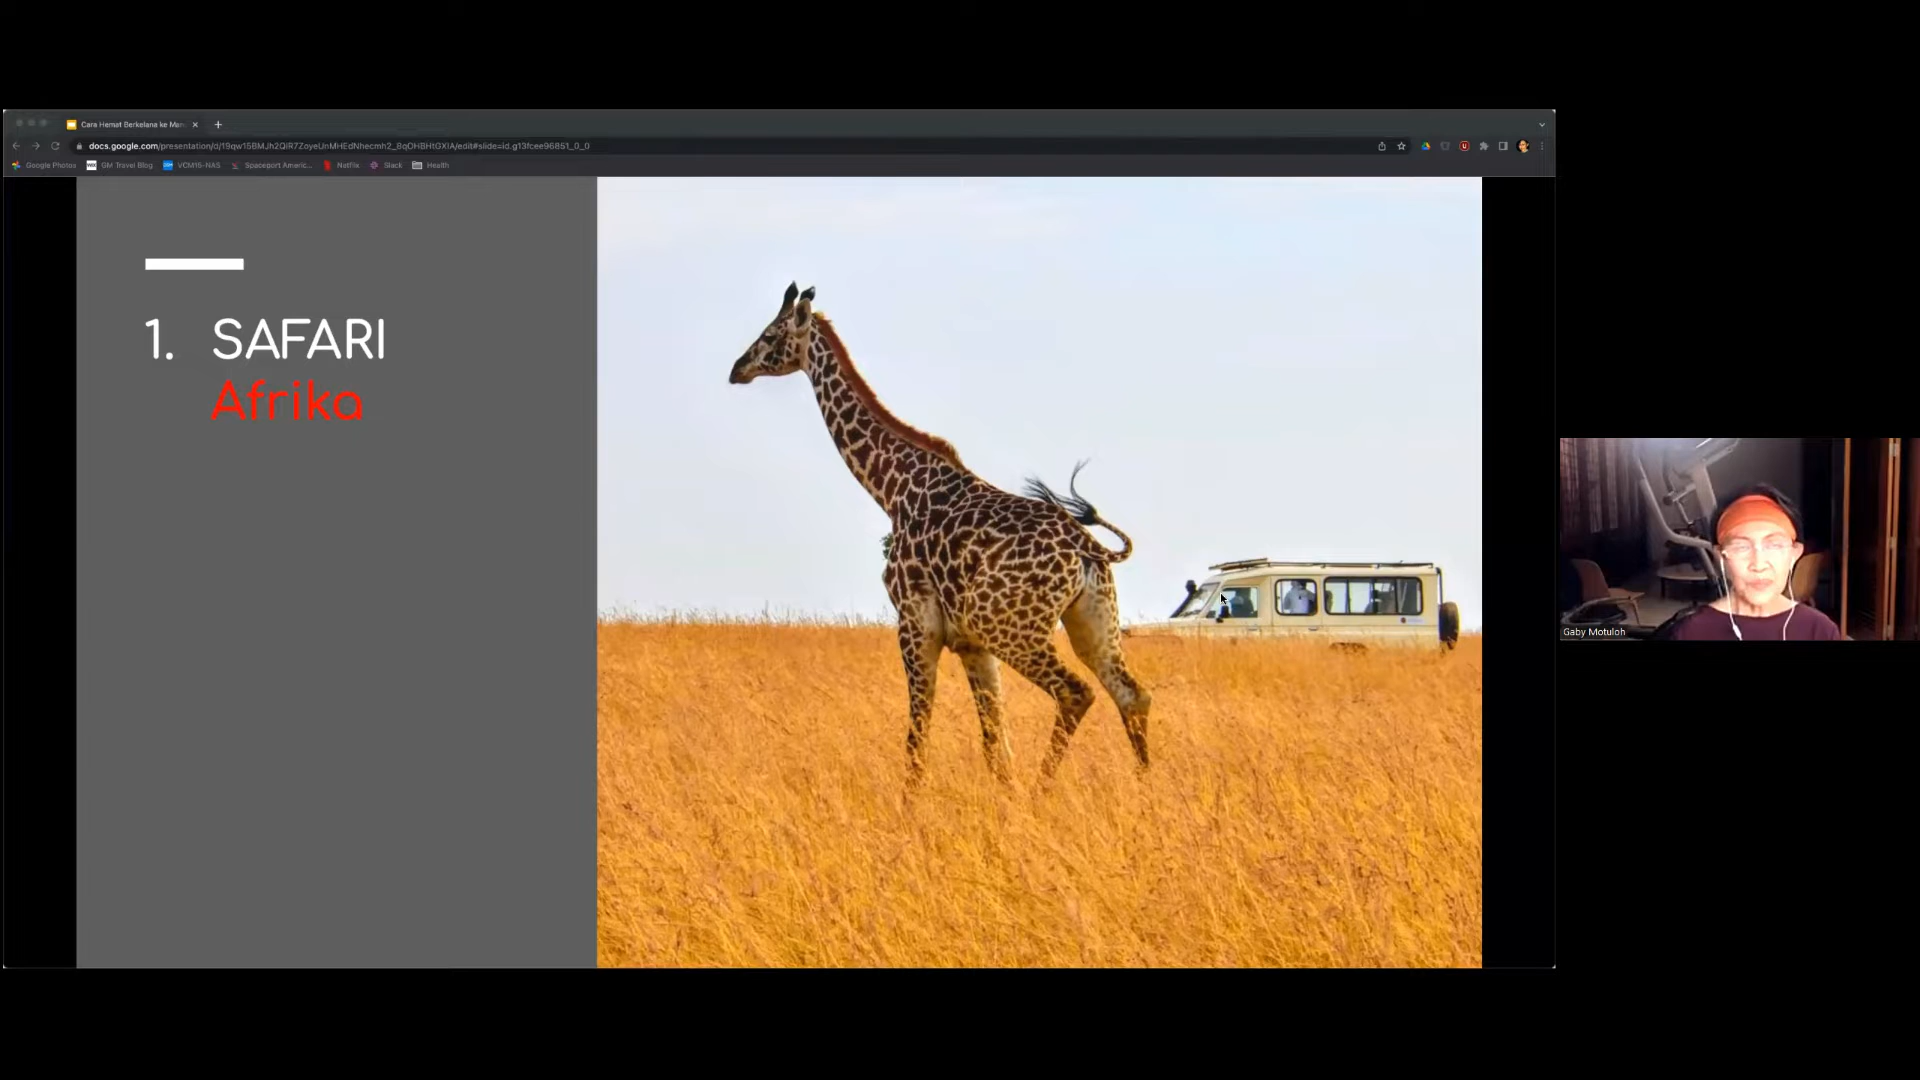 Cara Hemat Berkelana ke Man
docs.google.com/presentation/d/19qw15BMJh2QIR7ZoyeUnMHEdNhecmh2_8qOHBHtGXIA/edit#slide=id.g13fcee96851_0_0
Google Photos GM Travel Blog VCM15-NAS Spaceport Americ... Netflix Slack Health
1. SAFARI
Afrika
Gaby Motuloh